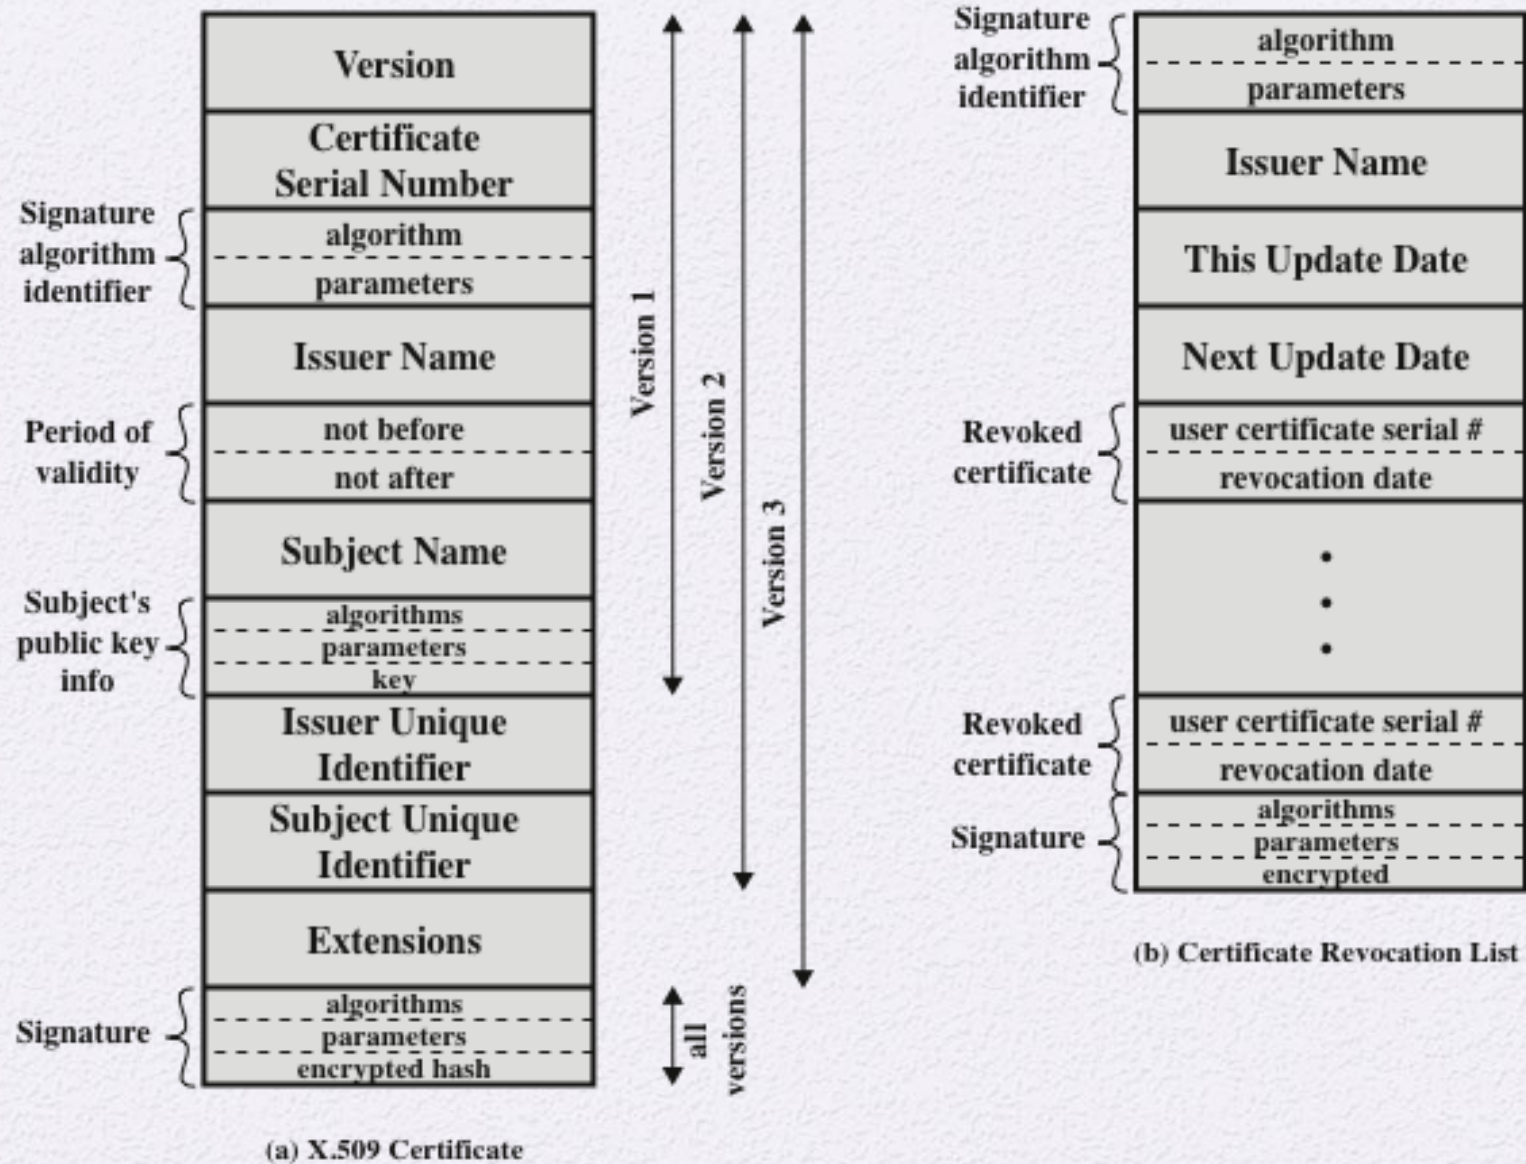 Version
Certificate
Serial Number
Signature
algorithm
identifier
algorithm
parameters
Issuer Name
Period of
validity
not before
not after
Subject Name
Subject's
public key
info
algorithms
parameters
key
Issuer Unique
Identifier
Subject Unique
Identifier
Extensions
Signature
algorithms
parameters
encrypted hash
Version 1
Version 2
Version 3
all
versions
(a) X.509 Certificate
Signature
algorithm
identifier
algorithm
parameters
Issuer Name
This Update Date
Next Update Date
Revoked
certificate
user certificate serial #
revocation date
Revoked
certificate
user certificate serial #
revocation date
Signature
algorithms
parameters
encrypted
(b) Certificate Revocation List